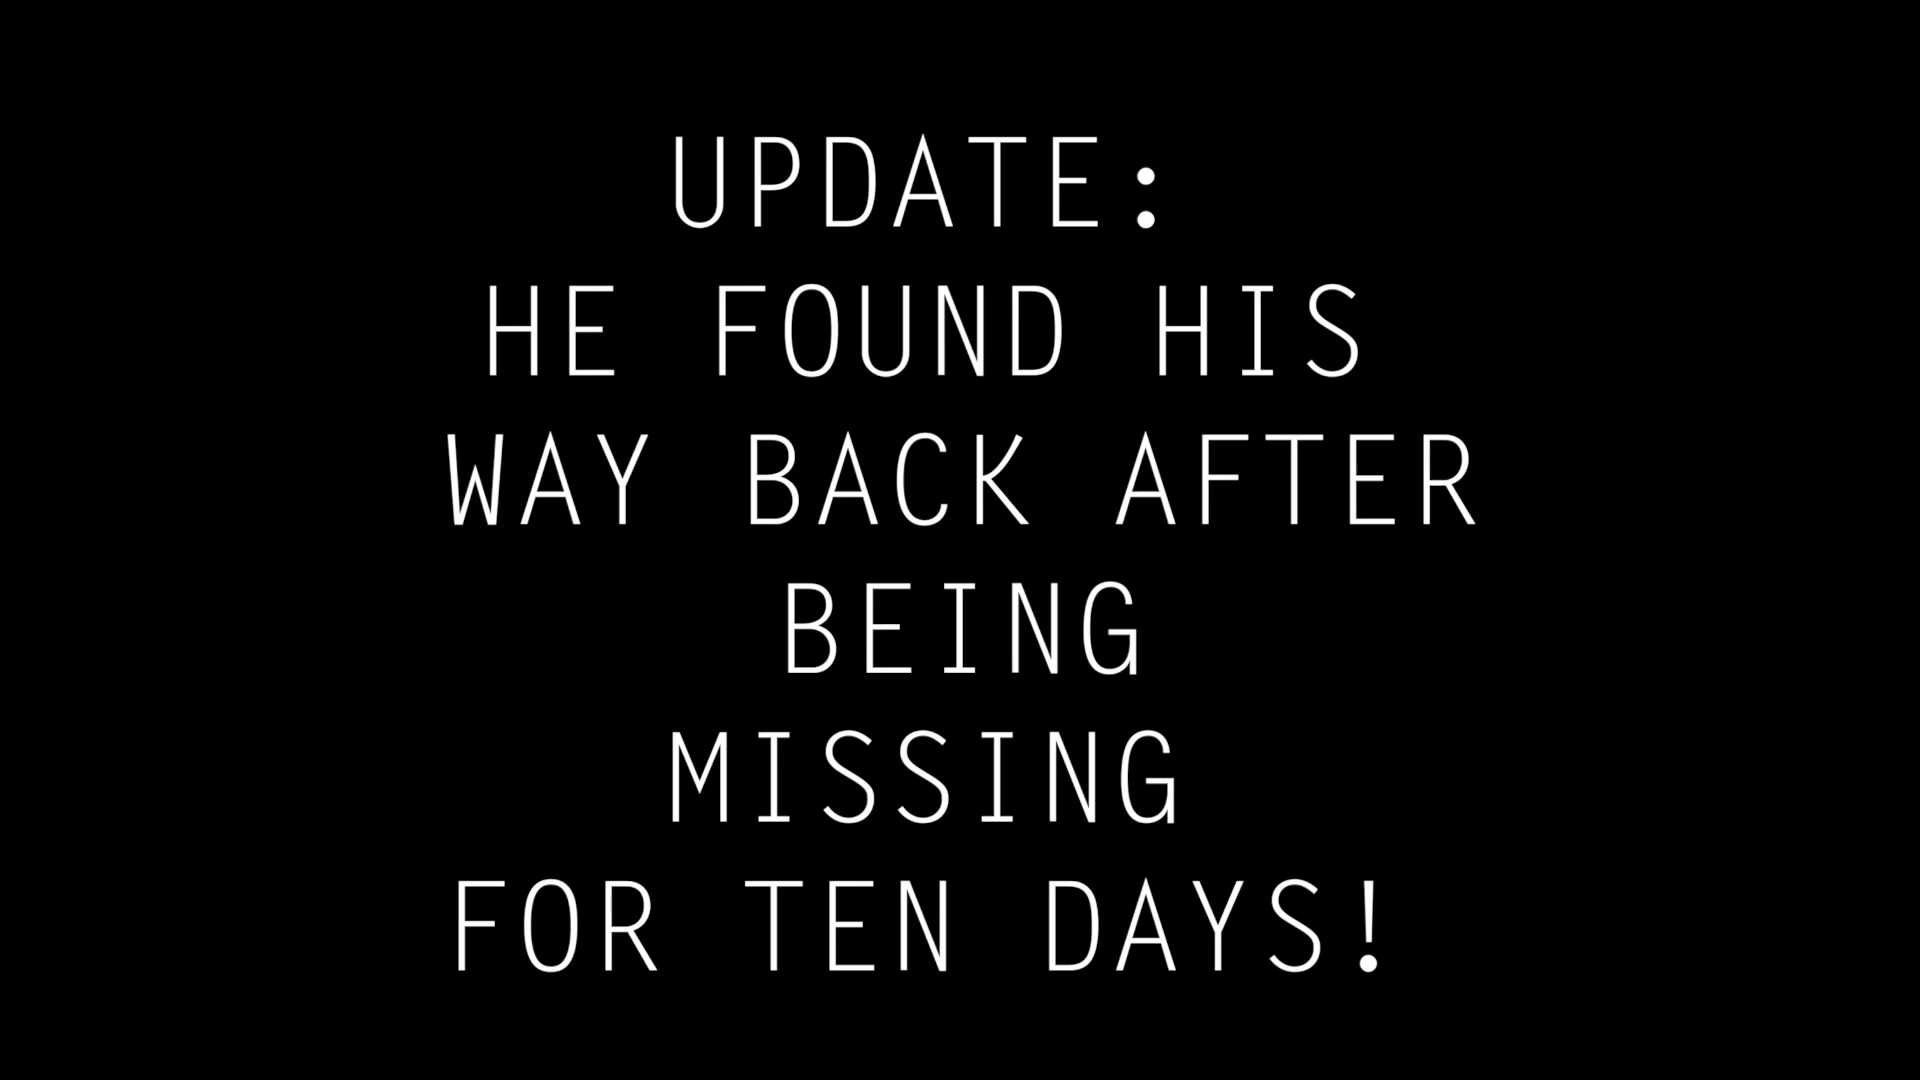 UPDATE:
HE FOUND HIS
WAY BACK AFTER
BEING
MISSING
FOR TEN DAYS!